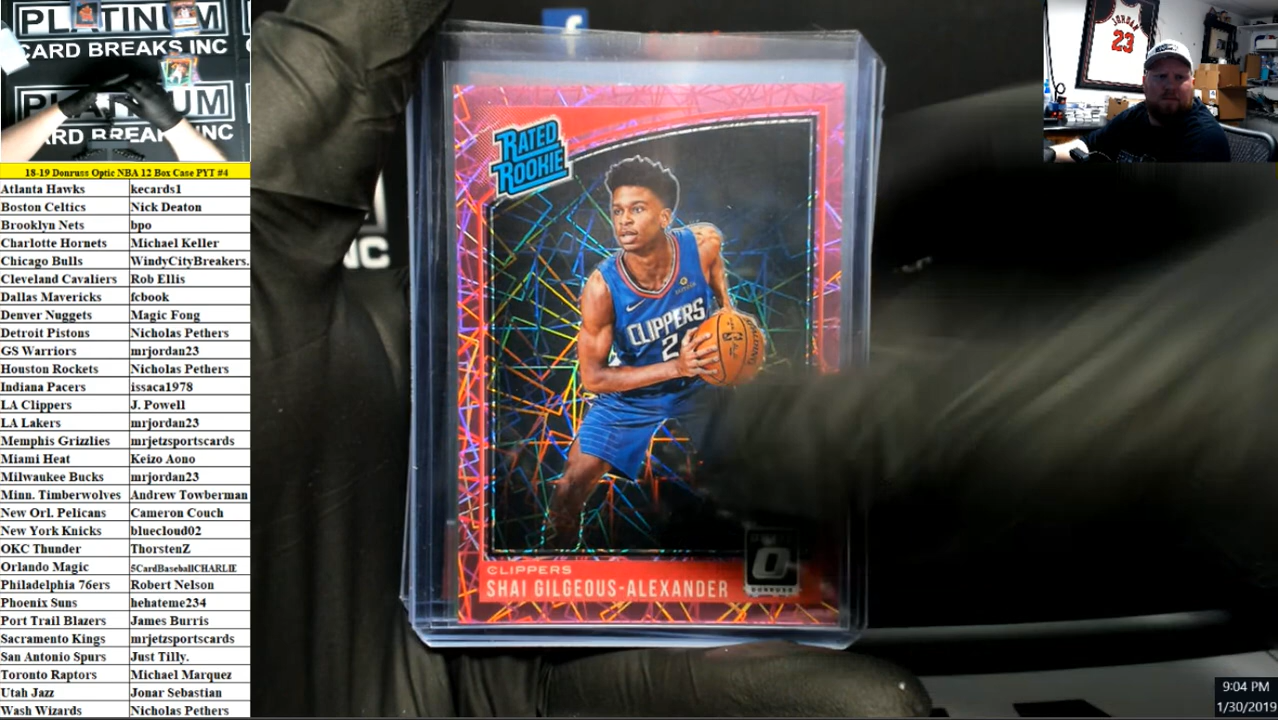 PLATINUM
CARD BREAKS INC
PLATINUM
CARD BREAKS INC
18-19 Donruss Optic NBA 12 Box Case PYT #4
Atlanta Hawks kecards1
Boston Celtics Nick Deaton
Brooklyn Nets bpo
Charlotte Hornets Michael Keller
Chicago Bulls WindyCityBreakers.
Cleveland Cavaliers Rob Ellis
Dallas Mavericks fcbook
Denver Nuggets Magic Fong
Detroit Pistons Nicholas Pethers
GS Warriors mrjordan23
Houston Rockets Nicholas Pethers
Indiana Pacers issaca1978
LA Clippers J. Powell
LA Lakers mrjordan23
Memphis Grizzlies mrjetzsportscards
Miami Heat Keizo Aono
Milwaukee Bucks mrjordan23
Minn. Timberwolves Andrew Towberman
New Orl. Pelicans Cameron Couch
New York Knicks bluecloud02
OKC Thunder ThorstenZ
Orlando Magic 5CardBaseballCHARLIE
Philadelphia 76ers Robert Nelson
Phoenix Suns hehateme234
Port Trail Blazers James Burris
Sacramento Kings mrjetzsportscards
San Antonio Spurs Just Tilly.
Toronto Raptors Michael Marquez
Utah Jazz Jonar Sebastian
Wash Wizards Nicholas Pethers
f
NC
RATED
ROOKIE
CLIPPERS
2
CLIPPERS
SHAI GILGEOUS-ALEXANDER
O
DONRUSS
JORDAN
23
9:04 PM
1/30/2019